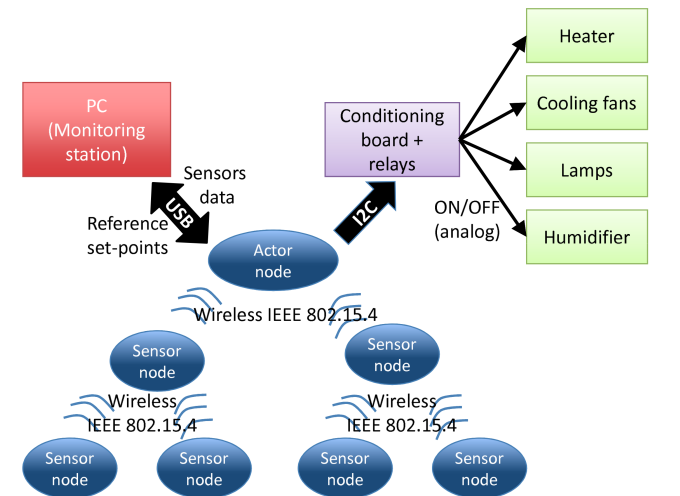 Heater
PC
(Monitoring
station)
Conditioning
board +
relays
Cooling fans
Lamps
Humidifier
Sensors
data
USB
Reference
set-points
I2C
ON/OFF
(analog)
Actor
node
Wireless IEEE 802.15.4
Sensor
node
Sensor
node
Wireless
IEEE 802.15.4
Wireless
IEEE 802.15.4
Sensor
node
Sensor
node
Sensor
node
Sensor
node